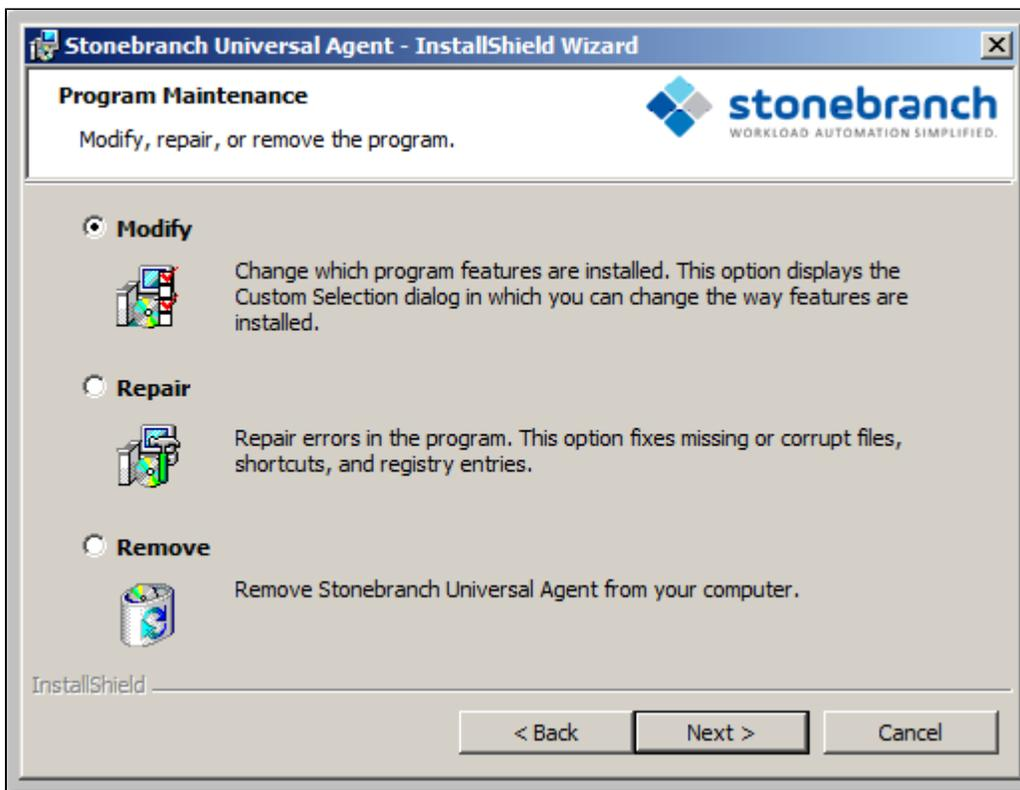 Stonebranch Universal Agent - InstallShield Wizard
Program Maintenance
Modify, repair, or remove the program.
stonebranch
WORKLOAD AUTOMATION SIMPLIFIED.
Modify
Change which program features are installed. This option displays the
Custom Selection dialog in which you can change the way features are
installed.
Repair
Repair errors in the program. This option fixes missing or corrupt files,
shortcuts, and registry entries.
Remove
Remove Stonebranch Universal Agent from your computer.
InstallShield
< Back
Next >
Cancel